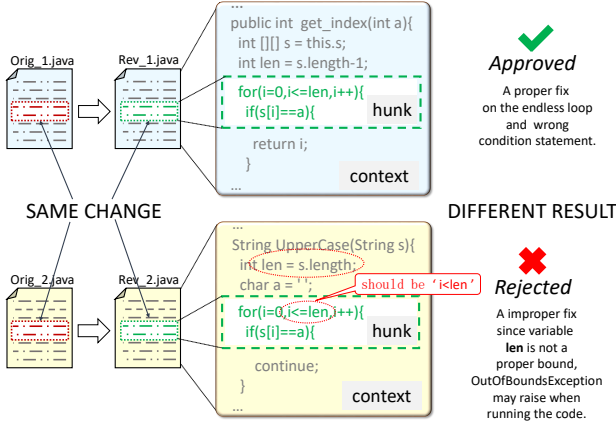 Orig_1.java
Rev_1.java
...
public int get_index(int a){
int [][] s = this.s;
int len = s.length-1;
for(i=0,i<=len,i++){
if(s[i]==a){
hunk
return i;
}
...
context
Approved
A proper fix
on the endless loop
and wrong
condition statement.
SAME CHANGE
DIFFERENT RESULT
Orig_2.java
Rev_2.java
...
String UpperCase(String s){
int len = s.length;
char a = ' ';
should be 'i<len'
for(i=0,i<=len,i++){
if(s[i]==a){
hunk
continue;
}
...
context
Rejected
A improper fix
since variable
len is not a
proper bound,
OutOfBoundsException
may raise when
running the code.